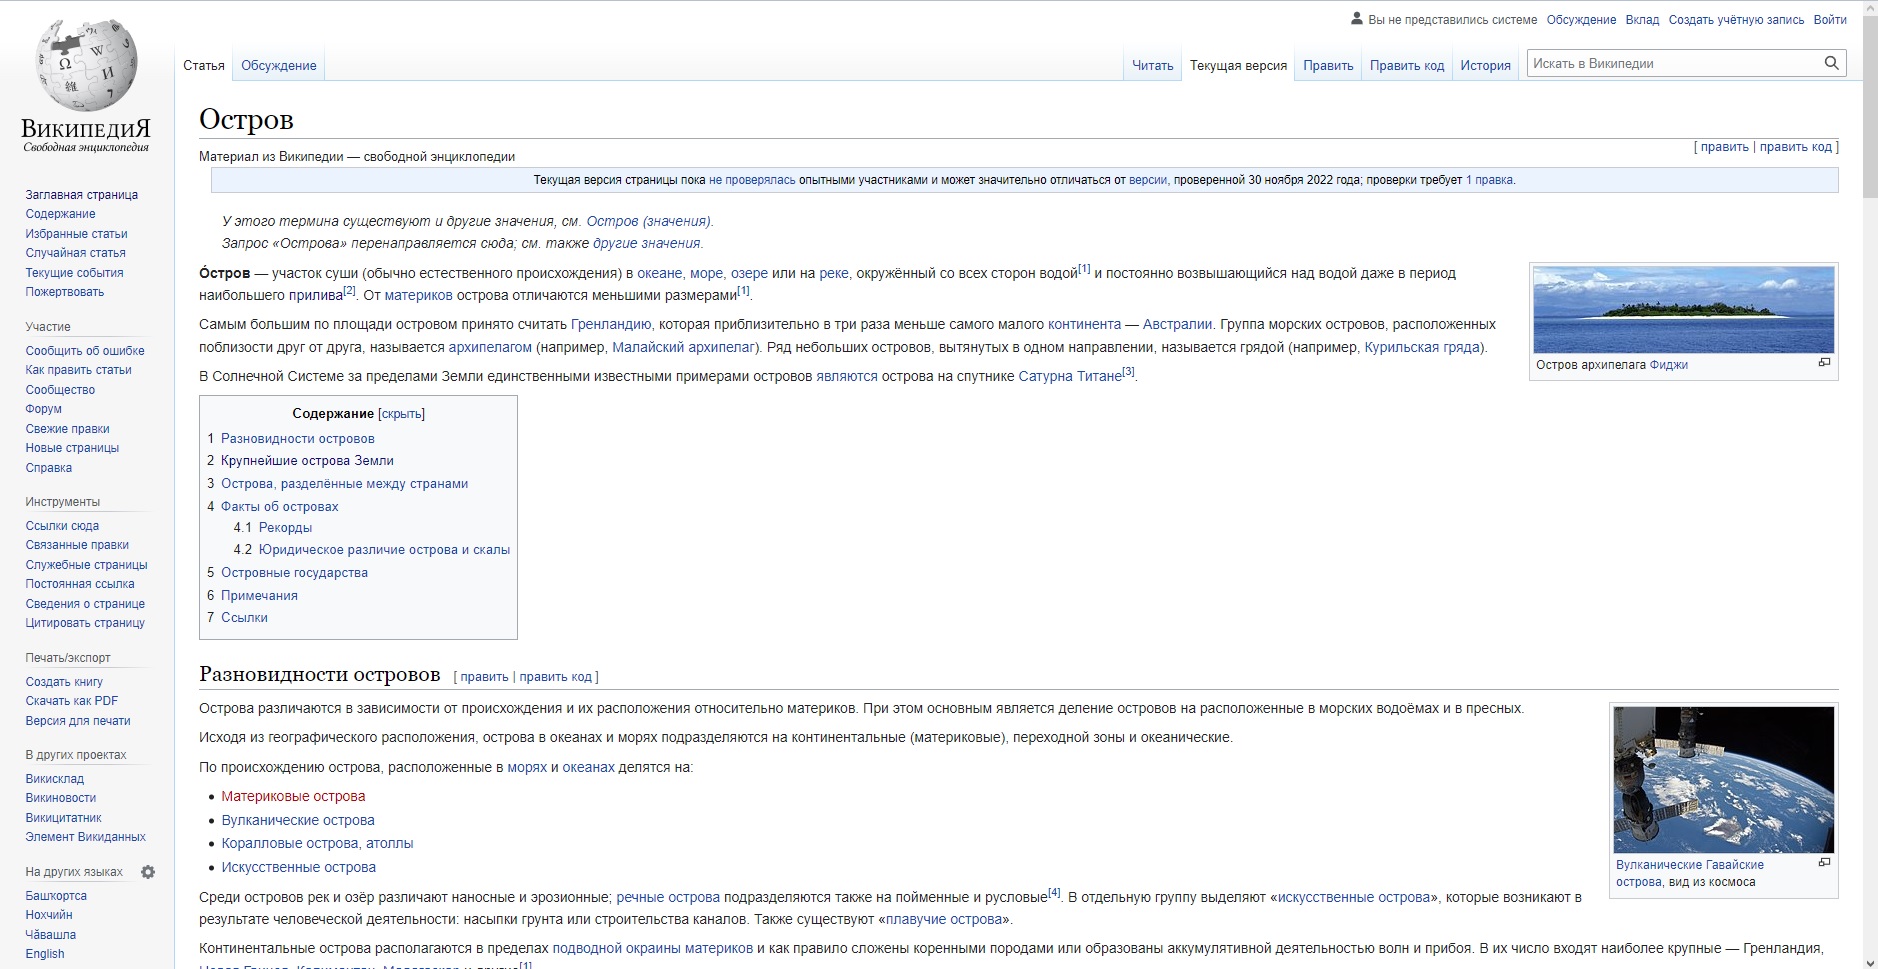 Вы не представились системе Обсуждение Вклад Создать учётную запись Войти
Статья Обсуждение Читать Текущая версия Править Править код История Искать в Википедии
ВикипедиЯ
Свободная энциклопедия
Заглавная страница
Содержание
Избранные статьи
Случайная статья
Текущие события
Пожертвовать
Участие
Сообщить об ошибке
Как править статьи
Сообщество
Форум
Свежие правки
Новые страницы
Справка
Инструменты
Ссылки сюда
Связанные правки
Служебные страницы
Постоянная ссылка
Сведения о странице
Цитировать страницу
Печать/экспорт
Создать книгу
Скачать как PDF
Версия для печати
В других проектах
Викисклад
Викиновости
Викицитатник
Элемент Викиданных
На других языках
Башҡортса
Нохчийн
Чӑвашла
English
Остров
[ править | править код ]
Материал из Википедии — свободной энциклопедии
Текущая версия страницы пока не проверялась опытными участниками и может значительно отличаться от версии, проверенной 30 ноября 2022 года; проверки требует 1 правка.
У этого термина существуют и другие значения, см. Остров (значения).
Запрос «Острова» перенаправляется сюда; см. также другие значения.
О́стров — участок суши (обычно естественного происхождения) в океане, море, озере или на реке, окружённый со всех сторон водой[1] и постоянно возвышающийся над водой даже в период
наибольшего прилива[2]. От материков острова отличаются меньшими размерами[1].
Самым большим по площади островом принято считать Гренландию, которая приблизительно в три раза меньше самого малого континента — Австралии. Группа морских островов, расположенных
поблизости друг от друга, называется архипелагом (например, Малайский архипелаг). Ряд небольших островов, вытянутых в одном направлении, называется грядой (например, Курильская гряда).
В Солнечной Системе за пределами Земли единственными известными примерами островов являются острова на спутнике Сатурна Титане[3].
Остров архипелага Фиджи
Содержание [скрыть]
1 Разновидности островов
2 Крупнейшие острова Земли
3 Острова, разделённые между странами
4 Факты об островах
4.1 Рекорды
4.2 Юридическое различие острова и скалы
5 Островные государства
6 Примечания
7 Ссылки
Разновидности островов [ править | править код ]
Острова различаются в зависимости от происхождения и их расположения относительно материков. При этом основным является деление островов на расположенные в морских водоёмах и в пресных.
Исходя из географического расположения, острова в океанах и морях подразделяются на континентальные (материковые), переходной зоны и океанические.
По происхождению острова, расположенные в морях и океанах делятся на:
• Материковые острова
• Вулканические острова
• Коралловые острова, атоллы
• Искусственные острова
Вулканические Гавайские
острова, вид из космоса
Среди островов рек и озёр различают наносные и эрозионные; речные острова подразделяются также на пойменные и русловые[4]. В отдельную группу выделяют «искусственные острова», которые возникают в
результате человеческой деятельности: насыпки грунта или строительства каналов. Также существуют «плавучие острова».
Континентальные острова располагаются в пределах подводной окраины материков и как правило сложены коренными породами или образованы аккумулятивной деятельностью волн и прибоя. В их число входят наиболее крупные — Гренландия,
Новая Гвинея, Калимантан, Мадагаскар и другие[1].